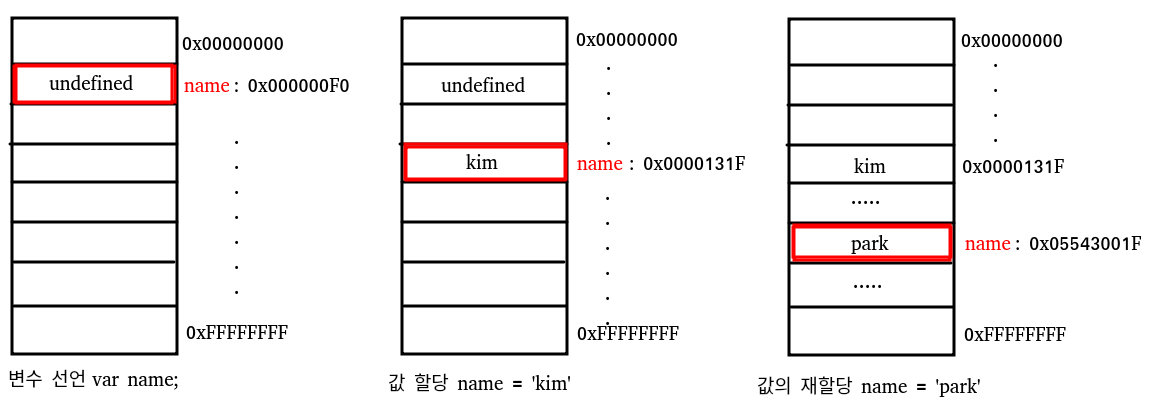 0x00000000
undefined
name : 0x000000F0
0xFFFFFFFF
변수 선언 var name;
0x00000000
undefined
kim
name : 0x0000131F
0xFFFFFFFF
값 할당 name = 'kim'
0x00000000
kim
0x0000131F
.....
park
name : 0x05543001F
.....
0xFFFFFFFF
값의 재할당 name = 'park'